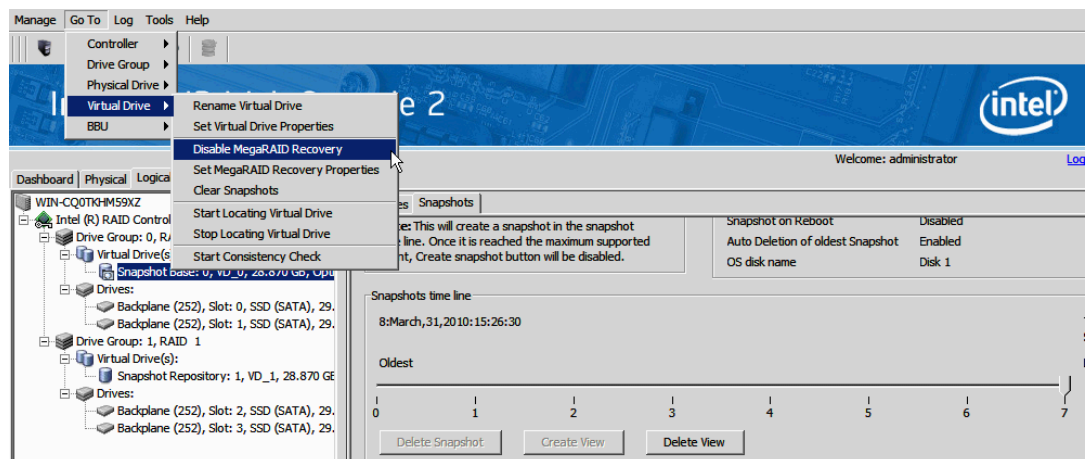 Manage Go To Log Tools Help
Controller
Drive Group
Physical Drive
Virtual Drive
BBU
Rename Virtual Drive
Set Virtual Drive Properties
Disable MegaRAID Recovery
Set MegaRAID Recovery Properties
Clear Snapshots
Start Locating Virtual Drive
Stop Locating Virtual Drive
Start Consistency Check
e 2
intel
Welcome: administrator
Log
Dashboard Physical Logica
es Snapshots
WIN-CQ0TKHM59XZ
Intel (R) RAID Control
Drive Group: 0, RA
Virtual Drive(s
Snapshot Base: 0, VD_0, 28.870 GB, Opti
Drives:
Backplane (252), Slot: 0, SSD (SATA), 29.
Backplane (252), Slot: 1, SSD (SATA), 29.
Drive Group: 1, RAID 1
Virtual Drive(s):
Snapshot Repository: 1, VD_1, 28.870 GB
Drives:
Backplane (252), Slot: 2, SSD (SATA), 29.
Backplane (252), Slot: 3, SSD (SATA), 29.
te: This will create a snapshot in the snapshot
line. Once it is reached the maximum supported
nt, Create snapshot button will be disabled.
Snapshot on Reboot Disabled
Auto Deletion of oldest Snapshot Enabled
OS disk name Disk 1
Snapshots time line
8:March,31,2010:15:26:30
Oldest
0 1 2 3 4 5 6 7
Delete Snapshot Create View Delete View